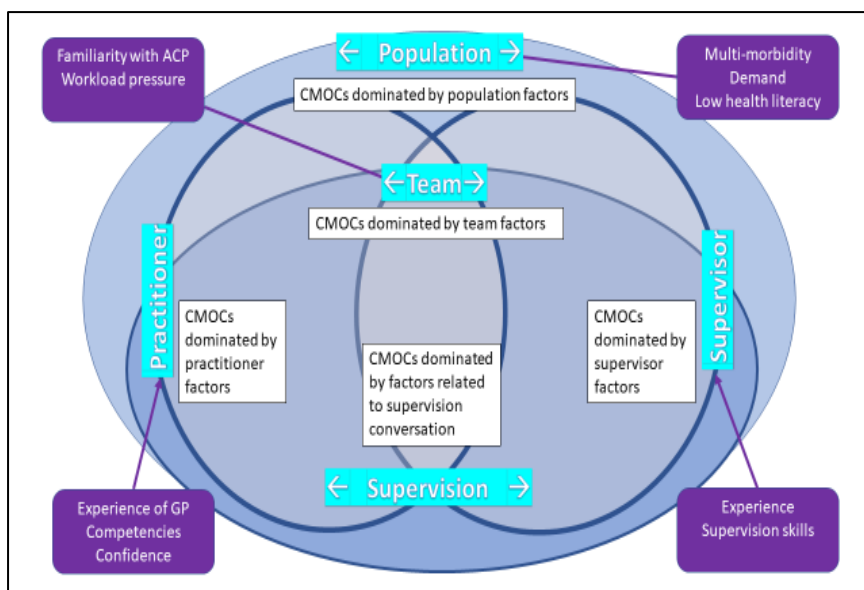 Familiarity with ACP
Workload pressure
← Population →
Multi-morbidity
Demand
Low health literacy
CMOCs dominated by population factors
←Team→
CMOCs dominated by team factors
Practitioner
CMOCs
dominated by
practitioner
factors
CMOCs dominated
by factors related
to supervision
conversation
CMOCs
dominated by
supervisor
factors
Supervisor
← Supervision →
Experience of GP
Competencies
Confidence
Experience
Supervision skills